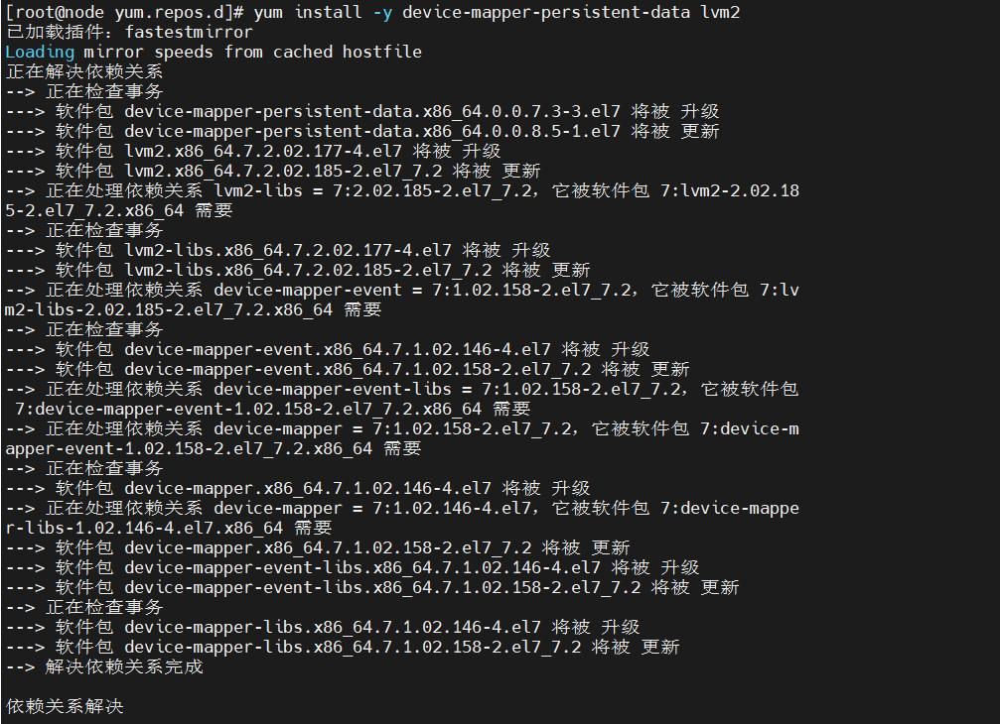 [root@node yum.repos.d]# yum install -y device-mapper-persistent-data lvm2
已加载插件：fastestmirror
Loading mirror speeds from cached hostfile
正在解决依赖关系
--> 正在检查事务
---> 软件包 device-mapper-persistent-data.x86_64.0.0.7.3-3.el7 将被 升级
---> 软件包 device-mapper-persistent-data.x86_64.0.0.8.5-1.el7 将被 更新
---> 软件包 lvm2.x86_64.7.2.02.177-4.el7 将被 升级
---> 软件包 lvm2.x86_64.7.2.02.185-2.el7_7.2 将被 更新
--> 正在处理依赖关系 lvm2-libs = 7:2.02.185-2.el7_7.2，它被软件包 7:lvm2-2.02.18
5-2.el7_7.2.x86_64 需要
--> 正在检查事务
---> 软件包 lvm2-libs.x86_64.7.2.02.177-4.el7 将被 升级
---> 软件包 lvm2-libs.x86_64.7.2.02.185-2.el7_7.2 将被 更新
--> 正在处理依赖关系 device-mapper-event = 7:1.02.158-2.el7_7.2，它被软件包 7:lv
m2-libs-2.02.185-2.el7_7.2.x86_64 需要
--> 正在检查事务
---> 软件包 device-mapper-event.x86_64.7.1.02.146-4.el7 将被 升级
---> 软件包 device-mapper-event.x86_64.7.1.02.158-2.el7_7.2 将被 更新
--> 正在处理依赖关系 device-mapper-event-libs = 7:1.02.158-2.el7_7.2，它被软件包
 7:device-mapper-event-1.02.158-2.el7_7.2.x86_64 需要
--> 正在处理依赖关系 device-mapper = 7:1.02.158-2.el7_7.2，它被软件包 7:device-m
apper-event-1.02.158-2.el7_7.2.x86_64 需要
--> 正在检查事务
---> 软件包 device-mapper.x86_64.7.1.02.146-4.el7 将被 升级
--> 正在处理依赖关系 device-mapper = 7:1.02.146-4.el7，它被软件包 7:device-mappe
r-libs-1.02.146-4.el7.x86_64 需要
---> 软件包 device-mapper.x86_64.7.1.02.158-2.el7_7.2 将被 更新
---> 软件包 device-mapper-event-libs.x86_64.7.1.02.146-4.el7 将被 升级
---> 软件包 device-mapper-event-libs.x86_64.7.1.02.158-2.el7_7.2 将被 更新
--> 正在检查事务
---> 软件包 device-mapper-libs.x86_64.7.1.02.146-4.el7 将被 升级
---> 软件包 device-mapper-libs.x86_64.7.1.02.158-2.el7_7.2 将被 更新
--> 解决依赖关系完成

依赖关系解决